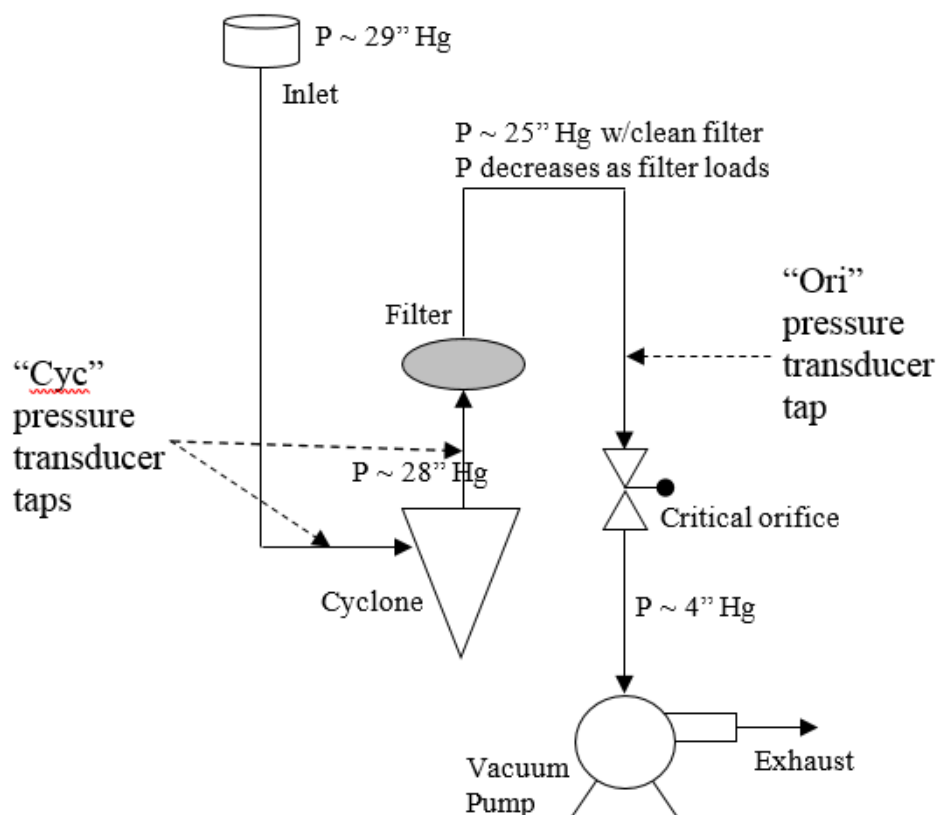 P ~ 29” Hg
Inlet
P ~ 25” Hg w/clean filter
P decreases as filter loads
“Ori”
pressure
transducer
tap
Filter
“Cyc”
pressure
transducer
taps
P ~ 28” Hg
Critical orifice
Cyclone
P ~ 4” Hg
Vacuum
Pump
Exhaust